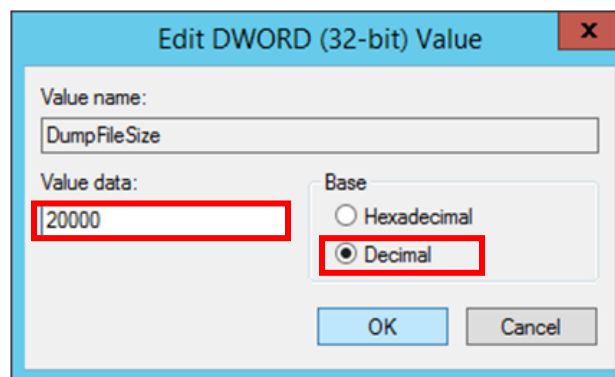 Edit DWORD (32-bit) Value
x
Value name:
DumpFileSize
Value data:
20000
Base
Hexadecimal
Decimal
OK
Cancel